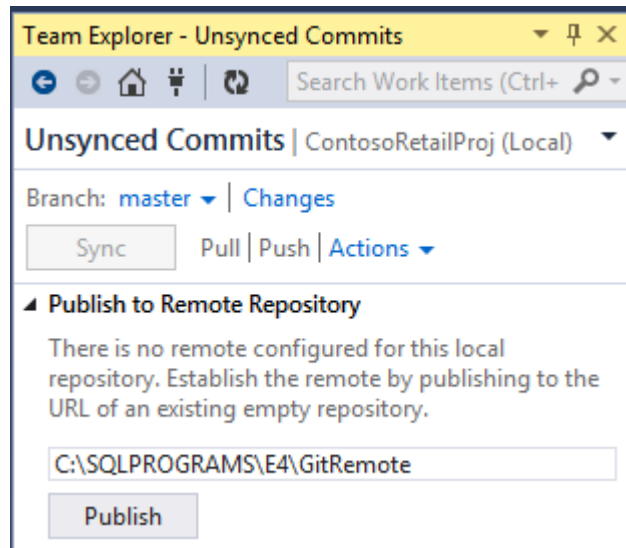 Team Explorer - Unsynced Commits
Search Work Items (Ctrl+
Unsynced Commits | ContosoRetailProj (Local)
Branch: master | Changes
Sync Pull | Push | Actions
Publish to Remote Repository
There is no remote configured for this local
repository. Establish the remote by publishing to the
URL of an existing empty repository.
C:\SQLPROGRAMS\E4\GitRemote
Publish